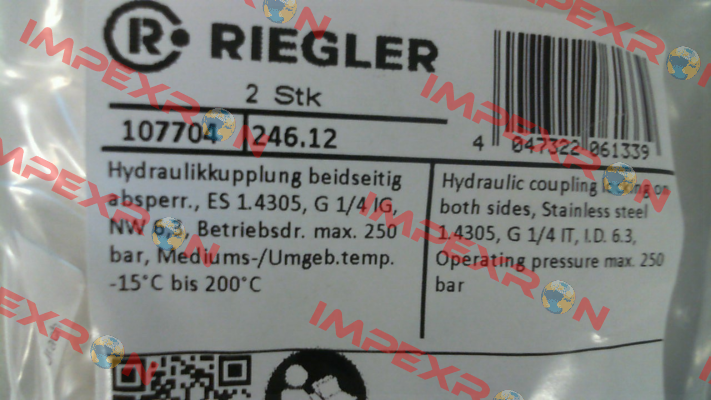 RIEGLER
2 Stk
107704 246.12
4 047322 061339
Hydraulikkupplung beidseitig
absperr., ES 1.4305, G 1/4 IG,
NW 6,3, Betriebsdr. max. 250
bar, Mediums-/Umgeb.temp.
-15°C bis 200°C
Hydraulic coupling on
both sides, Stainless steel
1.4305, G 1/4 IT, I.D. 6.3,
Operating pressure max. 250
bar
IMPEXRON
IMPEXRON
IMPEXRON
IMPEXRON
IMPEXRON
IMPEXRON